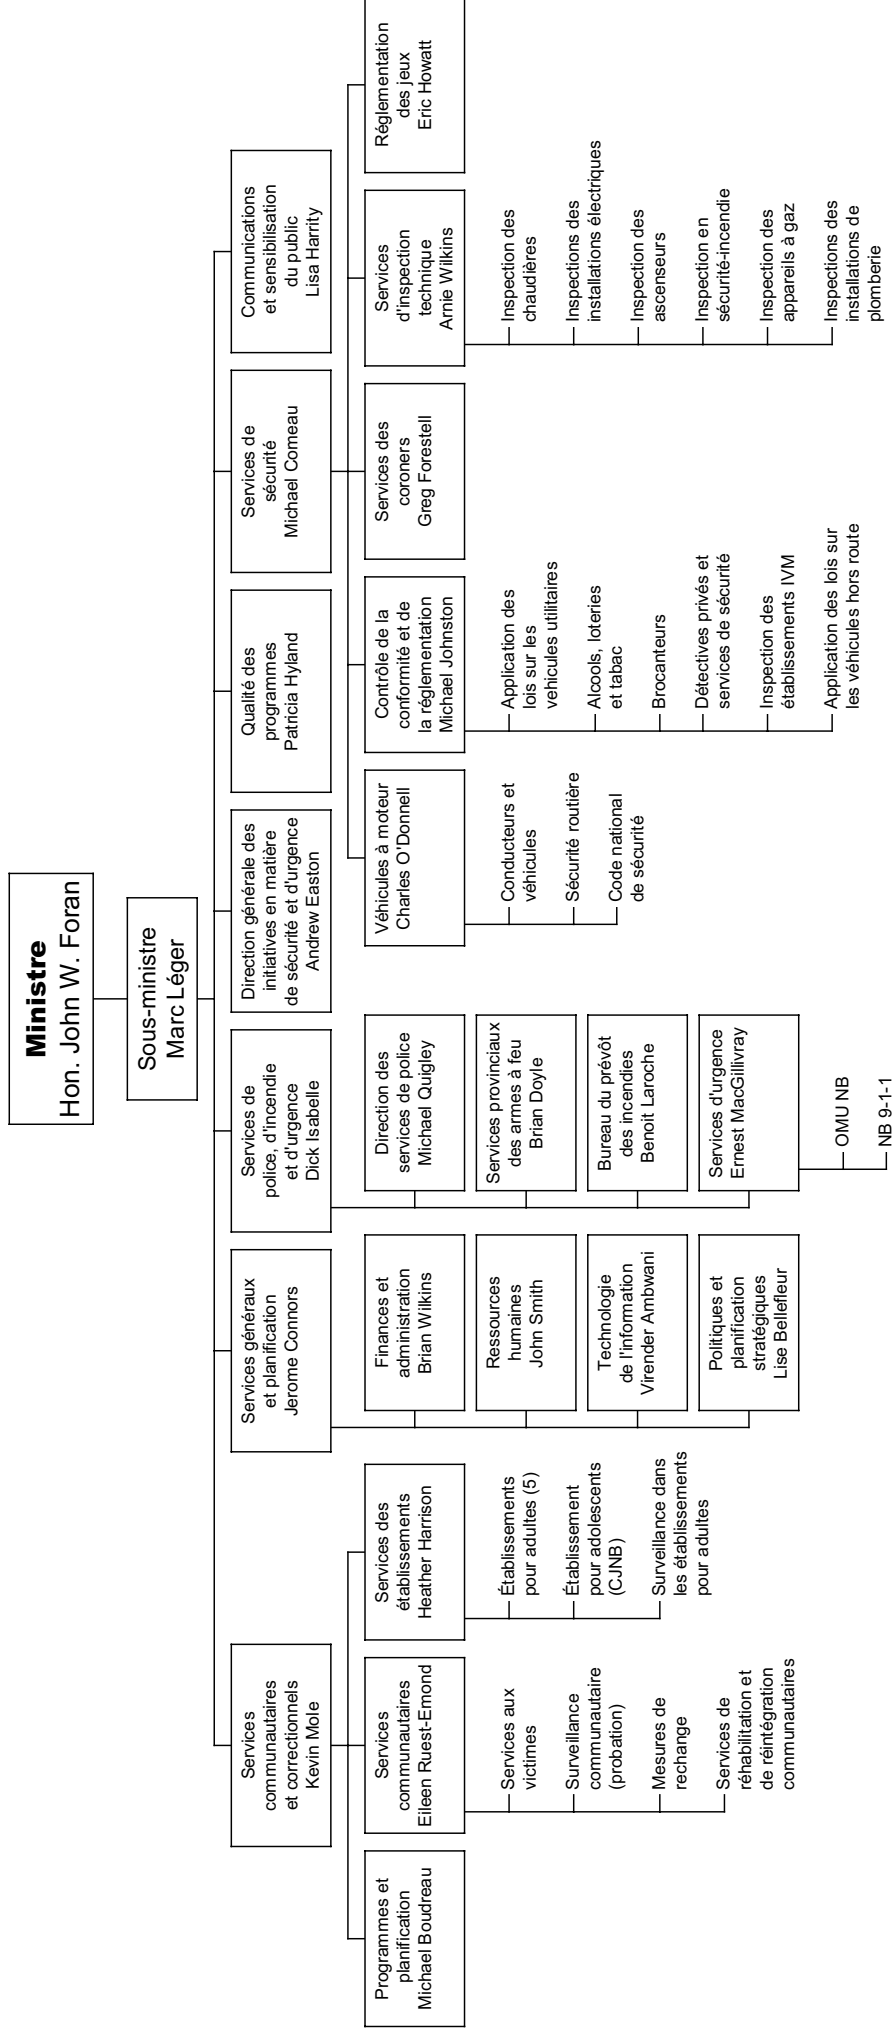 Ministre
Hon. John W. Foran
Sous-ministre
Marc Léger
Services
communautaires
et correctionnels
Kevin Mole
Services généraux
et planification
Jerome Connors
Services de
police, d'incendie
et d'urgence
Dick Isabelle
Direction générale des
initiatives en matière
de sécurité et d'urgence
Andrew Easton
Qualité des
programmes
Patricia Hyland
Services de
sécurité
Michael Comeau
Communications
et sensibilisation
du public
Lisa Harrity
Programmes et
planification
Michael Boudreau
Services
communautaires
Eileen Ruest-Emond
Services aux
victimes
Surveillance
communautaire
(probation)
Mesures de
rechange
Services de
réhabilitation et
de réintégration
communautaires
Services des
établissements
Heather Harrison
Établissements
pour adultes (5)
Établissement
pour adolescents
(CJNB)
Surveillance dans
les établissements
pour adultes
Finances et
administration
Brian Wilkins
Ressources
humaines
John Smith
Technologie
de l'information
Virender Ambwani
Politiques et
planification
stratégiques
Lise Bellefleur
Direction des
services de police
Michael Quigley
Services provinciaux
des armes à feu
Brian Doyle
Bureau du prévôt
des incendies
Benoit Laroche
Services d'urgence
Ernest MacGillivray
OMU NB
NB 9-1-1
Véhicules à moteur
Charles O'Donnell
Conducteurs et
véhicules
Sécurité routière
Code national
de sécurité
Contrôle de la
conformité et de
la réglementation
Michael Johnston
Application des
lois sur les
vehicules utilitaires
Alcools, loteries
et tabac
Brocanteurs
Détectives privés et
services de sécurité
Inspection des
établissements IVM
Application des lois sur
les véhicules hors route
Services des
coroners
Greg Forestell
Services
d'inspection
technique
Arnie Wilkins
Inspection des
chaudières
Inspections des
installations électriques
Inspection des
ascenseurs
Inspection en
sécurité-incendie
Inspection des
appareils à gaz
Inspections des
installations de
plomberie
Réglementation
des jeux
Eric Howatt